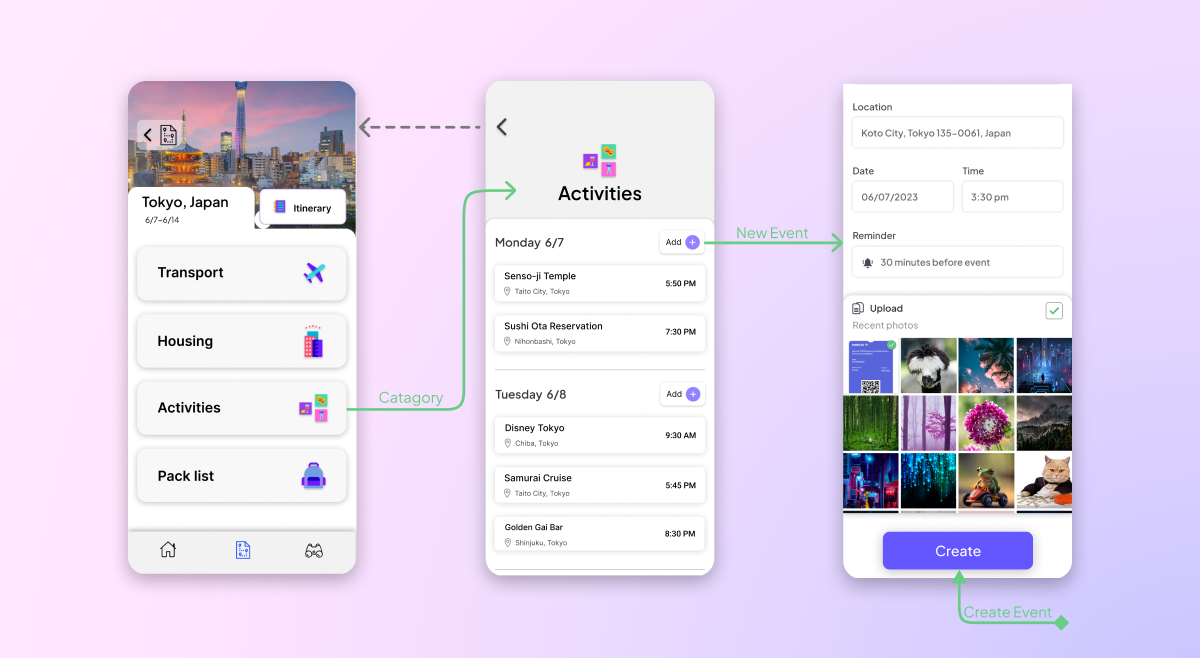 Tokyo, Japan
6/7-6/14
Itinerary
Transport
Housing
Activities
Pack list
Catagory
Activities
Monday 6/7
Add
Senso-ji Temple
Taito City, Tokyo
5:50 PM
Sushi Ota Reservation
Nihonbashi, Tokyo
7:30 PM
Tuesday 6/8
Add
Disney Tokyo
Chiba, Tokyo
9:30 AM
Samurai Cruise
Taito City, Tokyo
5:45 PM
Golden Gai Bar
Shinjuku, Tokyo
8:30 PM
New Event
Location
Koto City, Tokyo 135-0061, Japan
Date
Time
06/07/2023
3:30 pm
Reminder
30 minutes before event
Upload
Recent photos
Create
Create Event